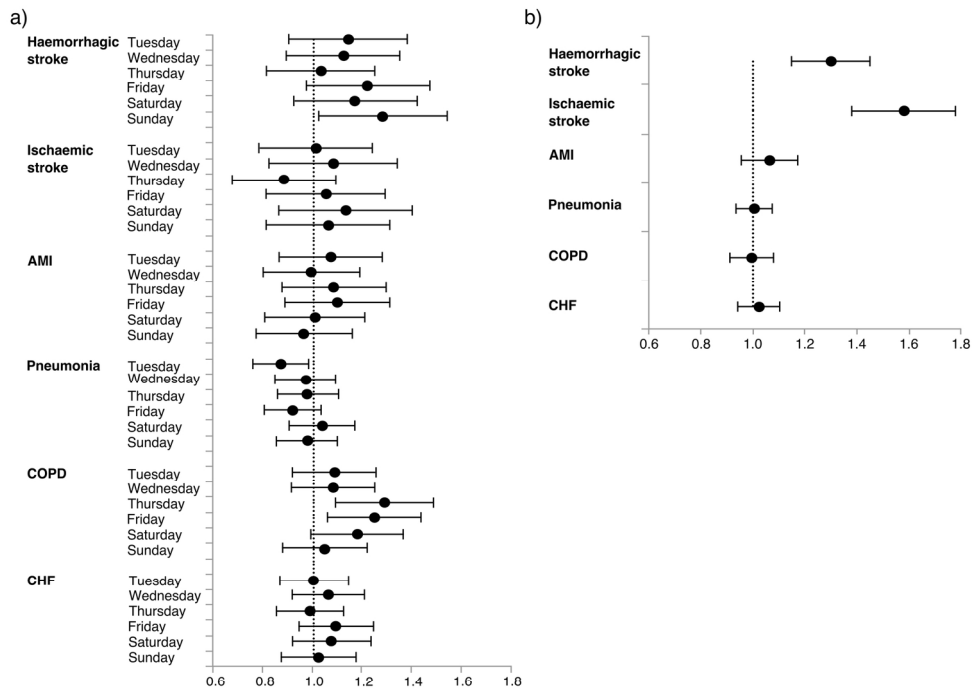 a)
Haemorrhagic
stroke
Tuesday
Wednesday
Thursday
Friday
Saturday
Sunday
Ischaemic
stroke
Tuesday
Wednesday
Thursday
Friday
Saturday
Sunday
AMI
Tuesday
Wednesday
Thursday
Friday
Saturday
Sunday
Pneumonia
Tuesday
Wednesday
Thursday
Friday
Saturday
Sunday
COPD
Tuesday
Wednesday
Thursday
Friday
Saturday
Sunday
CHF
Tuesday
Wednesday
Thursday
Friday
Saturday
Sunday
0.6 0.8 1.0 1.2 1.4 1.6 1.8
b)
Haemorrhagic
stroke
Ischaemic
stroke
AMI
Pneumonia
COPD
CHF
0.6 0.8 1.0 1.2 1.4 1.6 1.8